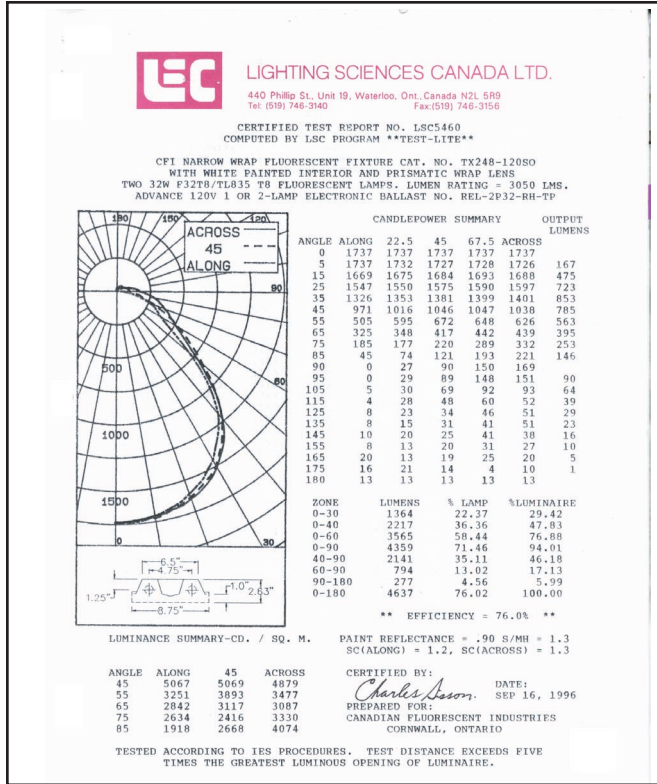 LSC
LIGHTING SCIENCES CANADA LTD.
440 Phillip St., Unit 19, Waterloo, Ont., Canada N2L 5R9
Tel: (519) 746-3140 Fax:(519) 746-3156
CERTIFIED TEST REPORT NO. LSC5460
COMPUTED BY LSC PROGRAM **TEST-LITE**
CFI NARROW WRAP FLUORESCENT FIXTURE CAT. NO. TX248-120SO
WITH WHITE PAINTED INTERIOR AND PRISMATIC WRAP LENS
TWO 32W F32T8/TL835 T8 FLUORESCENT LAMPS. LUMEN RATING = 3050 LMS.
ADVANCE 120V 1 OR 2-LAMP ELECTRONIC BALLAST NO. REL-2P32-RH-TP
180 150 120
ACROSS
45
ALONG
90
500
60
1000
1500
0 30
6.5"
4.75"
1.25" 1.0" 2.63"
8.75"
CANDLEPOWER SUMMARY OUTPUT
LUMENS
ANGLE ALONG 22.5 45 67.5 ACROSS
0 1737 1737 1737 1737 1737
5 1737 1732 1727 1728 1726 167
15 1669 1675 1684 1693 1688 475
25 1547 1550 1575 1590 1597 723
35 1326 1353 1381 1399 1401 853
45 971 1016 1046 1047 1038 785
55 505 595 672 648 626 563
65 325 348 417 442 439 395
75 185 177 220 289 332 253
85 45 74 121 193 221 146
90 0 27 90 150 169
95 0 29 89 148 151 90
105 5 30 69 92 93 64
115 4 28 48 60 52 39
125 8 23 34 46 51 29
135 8 15 31 41 51 23
145 10 20 25 41 38 16
155 8 13 20 31 27 10
165 20 13 19 25 20 5
175 16 21 14 4 10 1
180 13 13 13 13 13
ZONE LUMENS % LAMP %LUMINAIRE
0-30 1364 22.37 29.42
0-40 2217 36.36 47.83
0-60 3565 58.44 76.88
0-90 4359 71.46 94.01
40-90 2141 35.11 46.18
60-90 794 13.02 17.13
90-180 277 4.56 5.99
0-180 4637 76.02 100.00
** EFFICIENCY = 76.0% **
LUMINANCE SUMMARY-CD. / SQ. M.
ANGLE ALONG 45 ACROSS
45 5067 5069 4879
55 3251 3893 3477
65 2842 3117 3087
75 2634 2416 3330
85 1918 2668 4074
PAINT REFLECTANCE = .90 S/MH = 1.3
SC(ALONG) = 1.2, SC(ACROSS) = 1.3
CERTIFIED BY:
DATE:
SEP 16, 1996
PREPARED FOR:
CANADIAN FLUORESCENT INDUSTRIES
CORNWALL, ONTARIO
TESTED ACCORDING TO IES PROCEDURES. TEST DISTANCE EXCEEDS FIVE
TIMES THE GREATEST LUMINOUS OPENING OF LUMINAIRE.